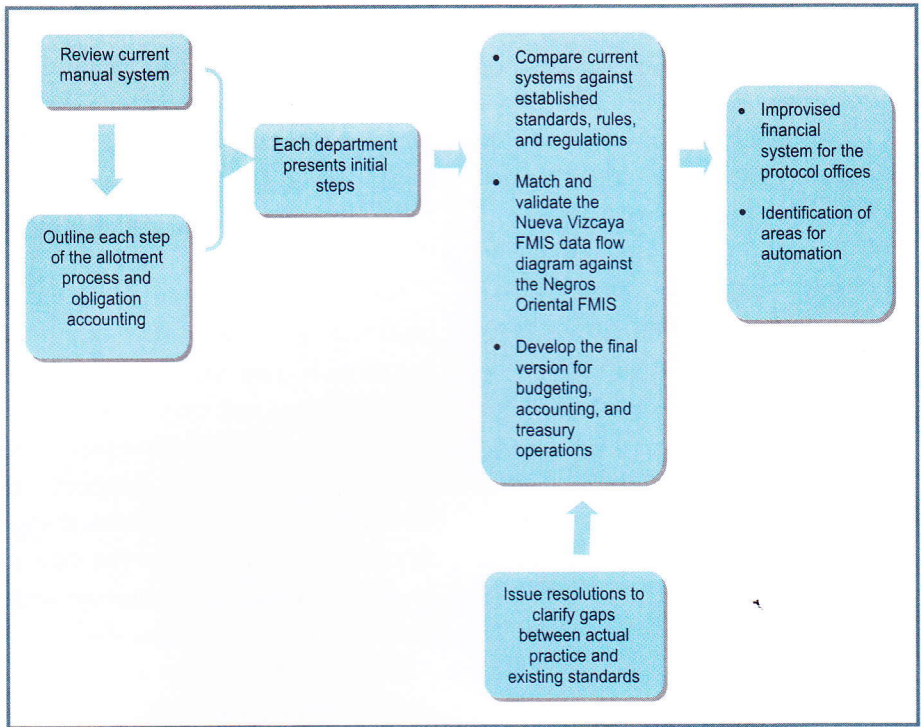 Review current
manual system
Outline each step
of the allotment
process and
obligation
accounting
Each department
presents initial
steps
• Compare current
systems against
established
standards, rules,
and regulations
• Match and
validate the
Nueva Vizcaya
FMIS data flow
diagram against
the Negros
Oriental FMIS
• Develop the final
version for
budgeting,
accounting, and
treasury
operations
Issue resolutions to
clarify gaps
between actual
practice and
existing standards
• Improvised
financial
system for the
protocol offices
• Identification of
areas for
automation